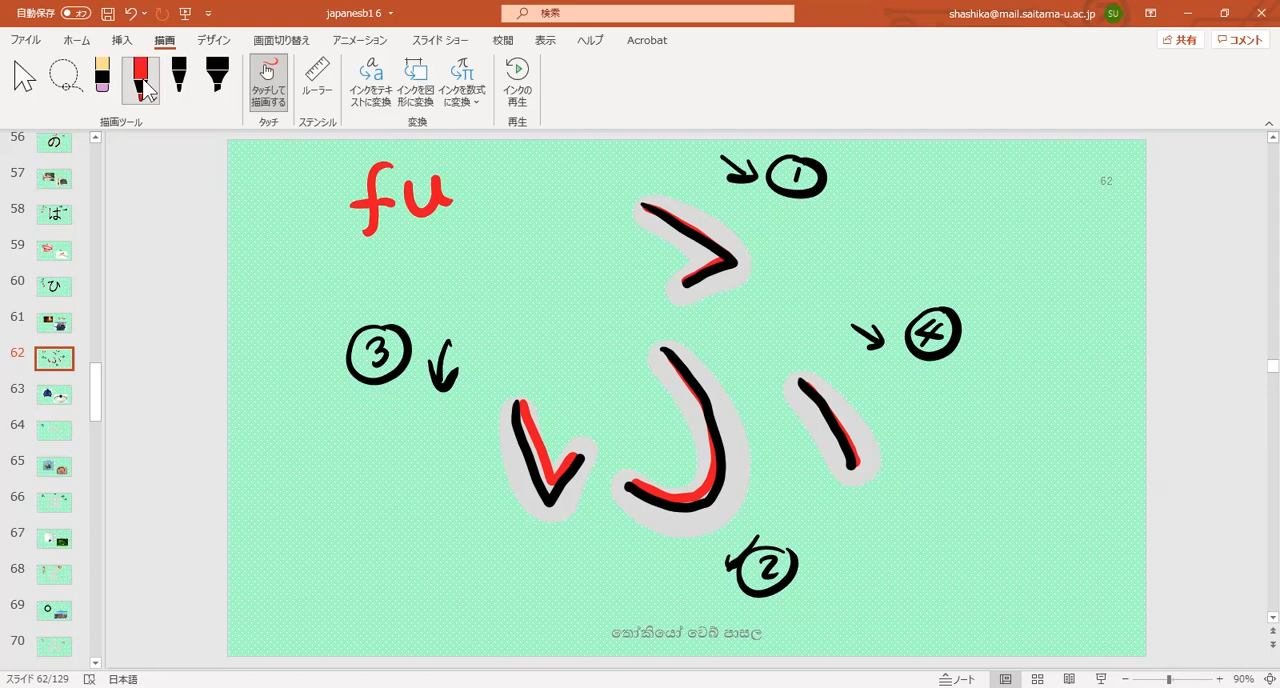 自動保存 オフ
japanesb16
検索
shashika@mail.saitama-u.ac.jp SU
ファイル ホーム 挿入 描画 デザイン 画面切り替え アニメーション スライド ショー 校閲 表示 ヘルプ Acrobat
共有 コメント
タッチして
描画する
ルーラー
インクをテキ
ストに変換
インクを図
形に変換
インクを数式
に変換
インクの
再生
描画ツール タッチ ステンシル 変換 再生
56 の
57
58 ば
59
60 ひ
61
62 ふ
63
64
65
66
67
68
69
70
fu
62
1
3
4
ふ
2
තෝකියෝ වෙබ් පාසල
スライド 62/129 日本語 ノート 90%